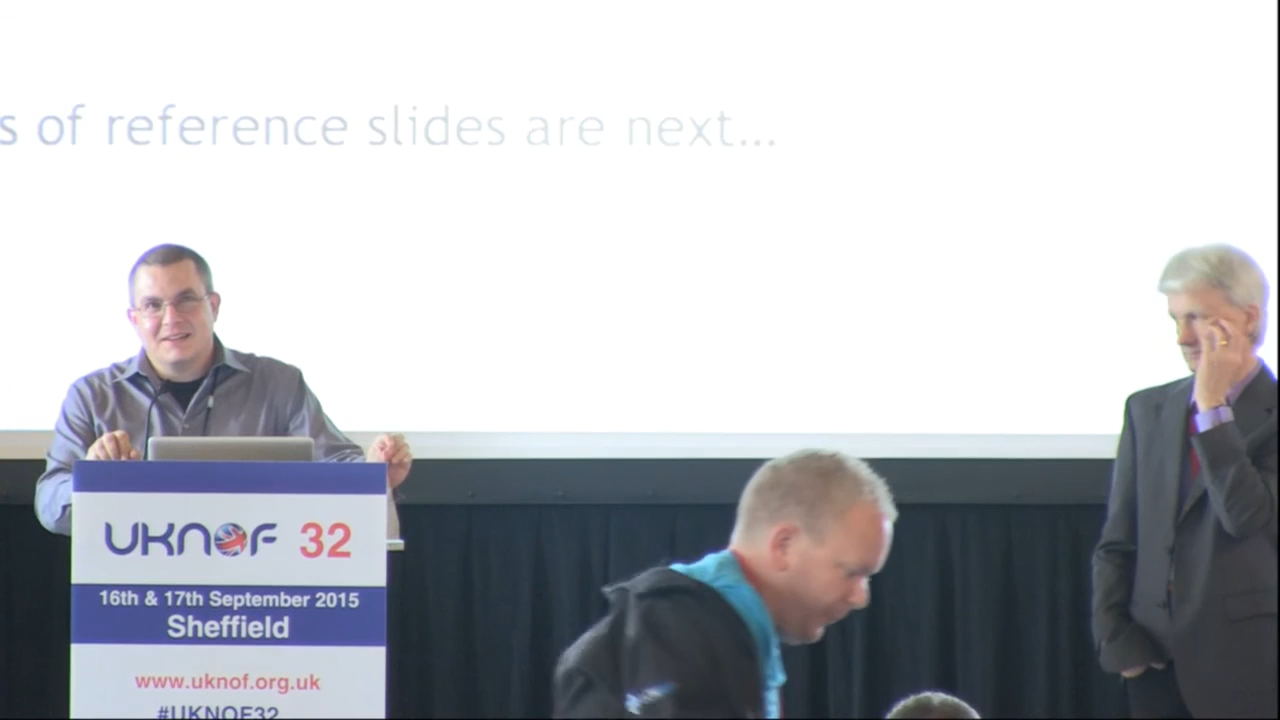 s of reference slides are next...
UKNOF 32
16th & 17th September 2015
Sheffield
www.uknof.org.uk
#UKNOF32